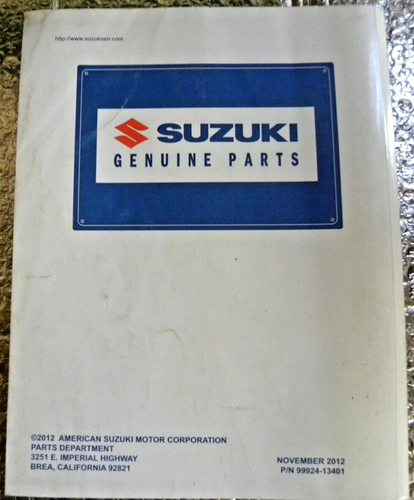 http://www.suzukiam.com
SUZUKI
GENUINE PARTS
©2012 AMERICAN SUZUKI MOTOR CORPORATION
PARTS DEPARTMENT
3251 E. IMPERIAL HIGHWAY
BREA, CALIFORNIA 92821
NOVEMBER 2012
P/N 99924-13401